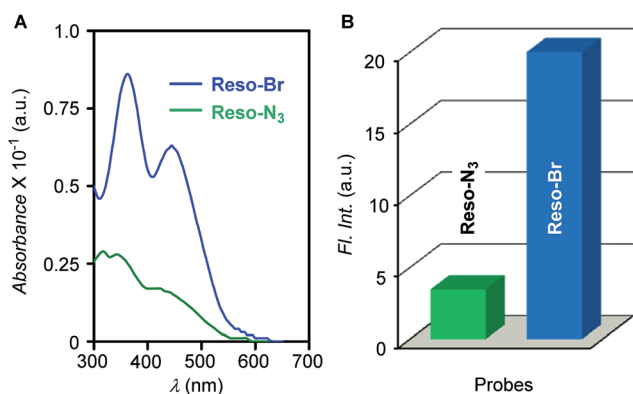 A
Absorbance X 10⁻¹ (a.u.)
1.0
0.75
0.5
0.25
0
300 400 500 600 700
λ (nm)
Reso-Br
Reso-N₃
B
Fl. Int. (a.u.)
20
15
10
5
0
Reso-N₃
Reso-Br
Probes